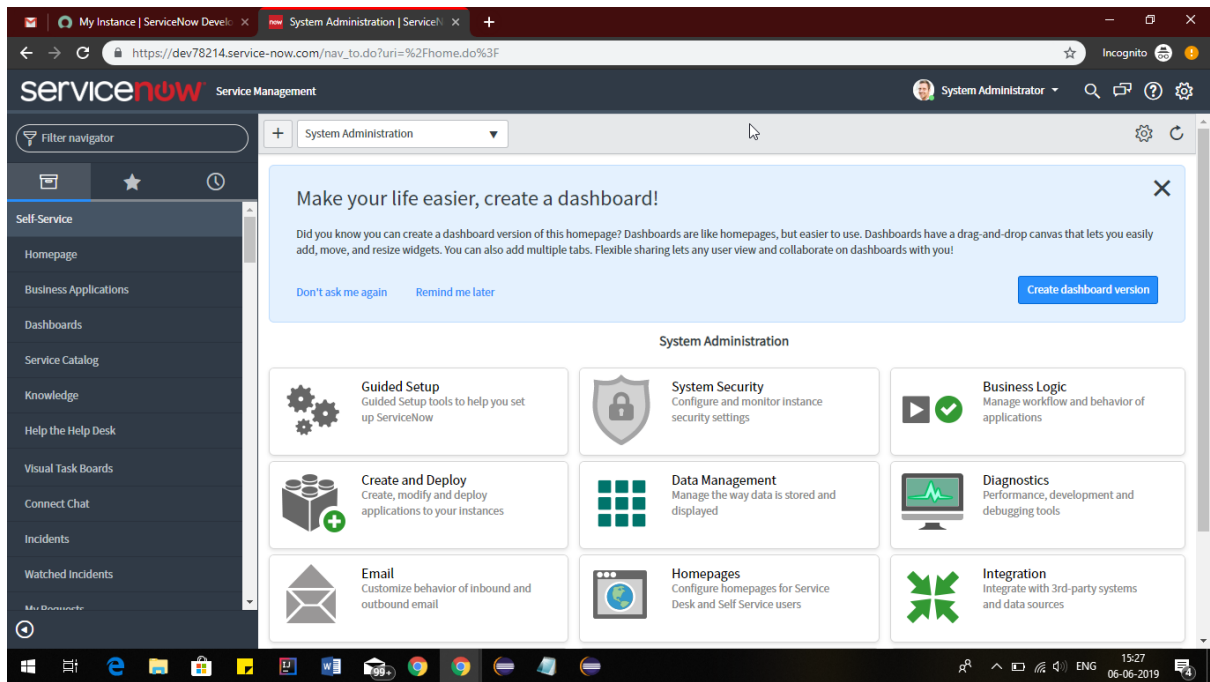 My Instance | ServiceNow Develo
now System Administration | ServiceN
https://dev78214.service-now.com/nav_to.do?uri=%2Fhome.do%3F
Incognito
servicenow Service Management
System Administrator
Filter navigator
System Administration
Self-Service
Homepage
Business Applications
Dashboards
Service Catalog
Knowledge
Help the Help Desk
Visual Task Boards
Connect Chat
Incidents
Watched Incidents
My Requests
Make your life easier, create a dashboard!
Did you know you can create a dashboard version of this homepage? Dashboards are like homepages, but easier to use. Dashboards have a drag-and-drop canvas that lets you easily
add, move, and resize widgets. You can also add multiple tabs. Flexible sharing lets any user view and collaborate on dashboards with you!
Don't ask me again
Remind me later
Create dashboard version
System Administration
Guided Setup
Guided Setup tools to help you set
up ServiceNow
System Security
Configure and monitor instance
security settings
Business Logic
Manage workflow and behavior of
applications
Create and Deploy
Create, modify and deploy
applications to your instances
Data Management
Manage the way data is stored and
displayed
Diagnostics
Performance, development and
debugging tools
Email
Customize behavior of inbound and
outbound email
Homepages
Configure homepages for Service
Desk and Self Service users
Integration
Integrate with 3rd-party systems
and data sources
99+
ENG
15:27
06-06-2019
4